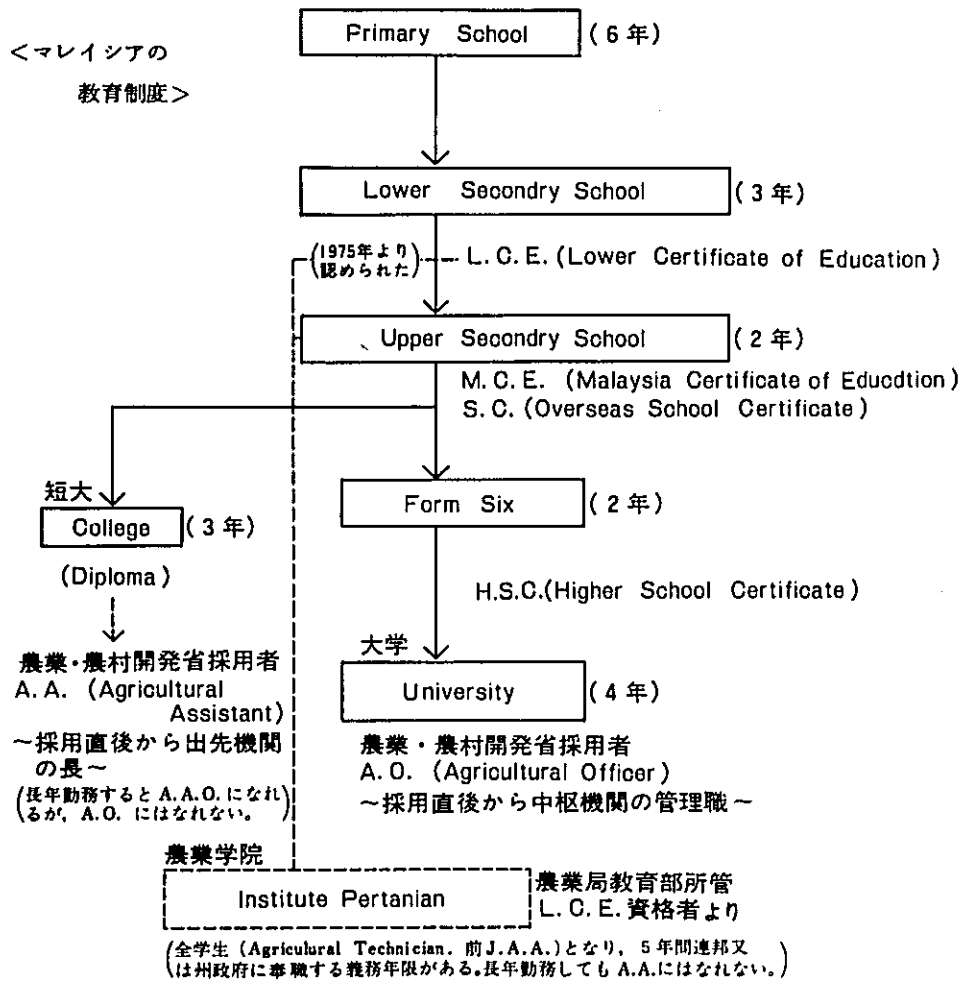 Primary School (6年)
<マレイシアの
教育制度>
Lower Secondry School (3年)
(1975年より
認められた)
L. C. E. (Lower Certificate of Education)
Upper Secondry School (2年)
M. C. E. (Malaysia Certificate of Educdtion)
S. C. (Overseas School Certificate)
短大
College (3年)
Form Six (2年)
(Diploma)
H.S.C.(Higher School Certificate)
大学
University (4年)
農業・農村開発省採用者
A. A. (Agricultural
Assistant)
〜採用直後から出先機関
の長〜
(長年勤務すると A.A.O. になれ
るが, A.O. にはなれない。)
農業・農村開発省採用者
A. O. (Agricultural Officer)
〜採用直後から中枢機関の管理職〜
農業学院
Institute Pertanian
農業局教育部所管
L. C. E. 資格者より
(全学生 (Agriculural Technician. 前J.A.A.)となり, 5年間連邦又
は州政府に奉職する義務年限がある。長年勤務しても A.A.にはなれない。)